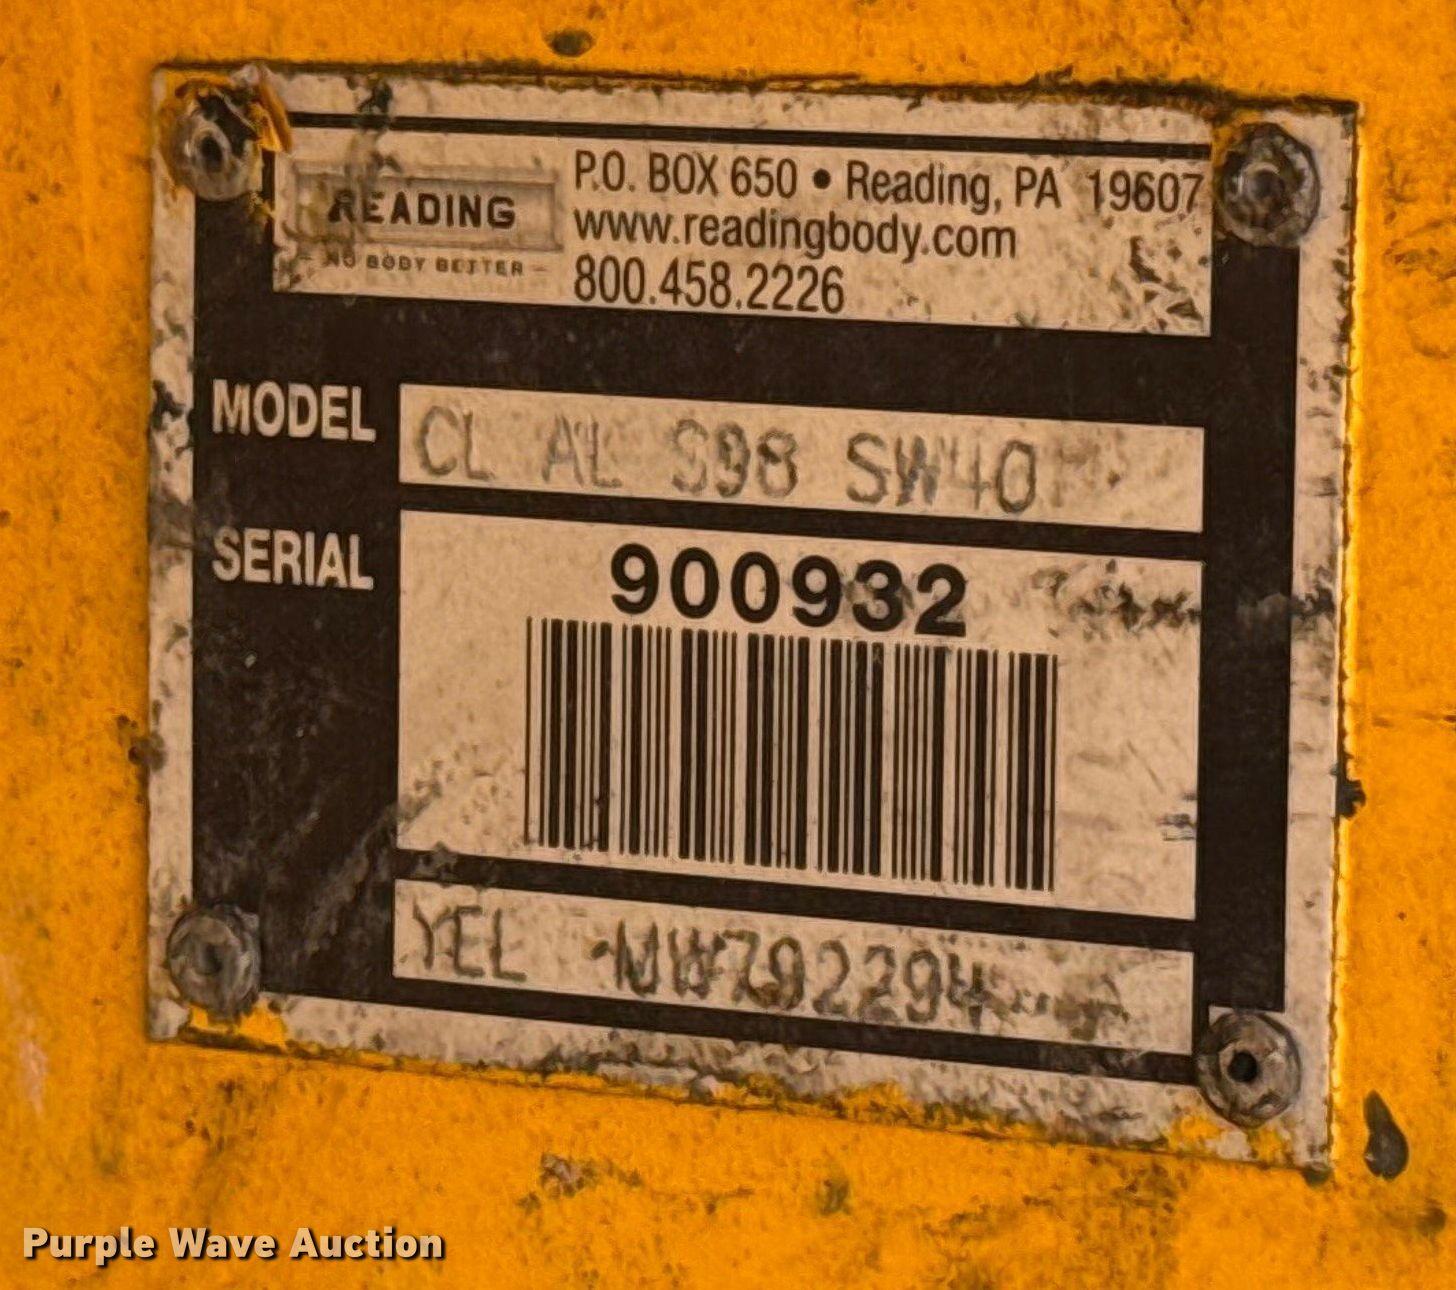 READING
NO BODY BETTER
P.O. BOX 650 • Reading, PA 19607
www.readingbody.com
800.458.2226
MODEL CL AL S98 SW40
SERIAL 900932
YEL MW792294
Purple Wave Auction